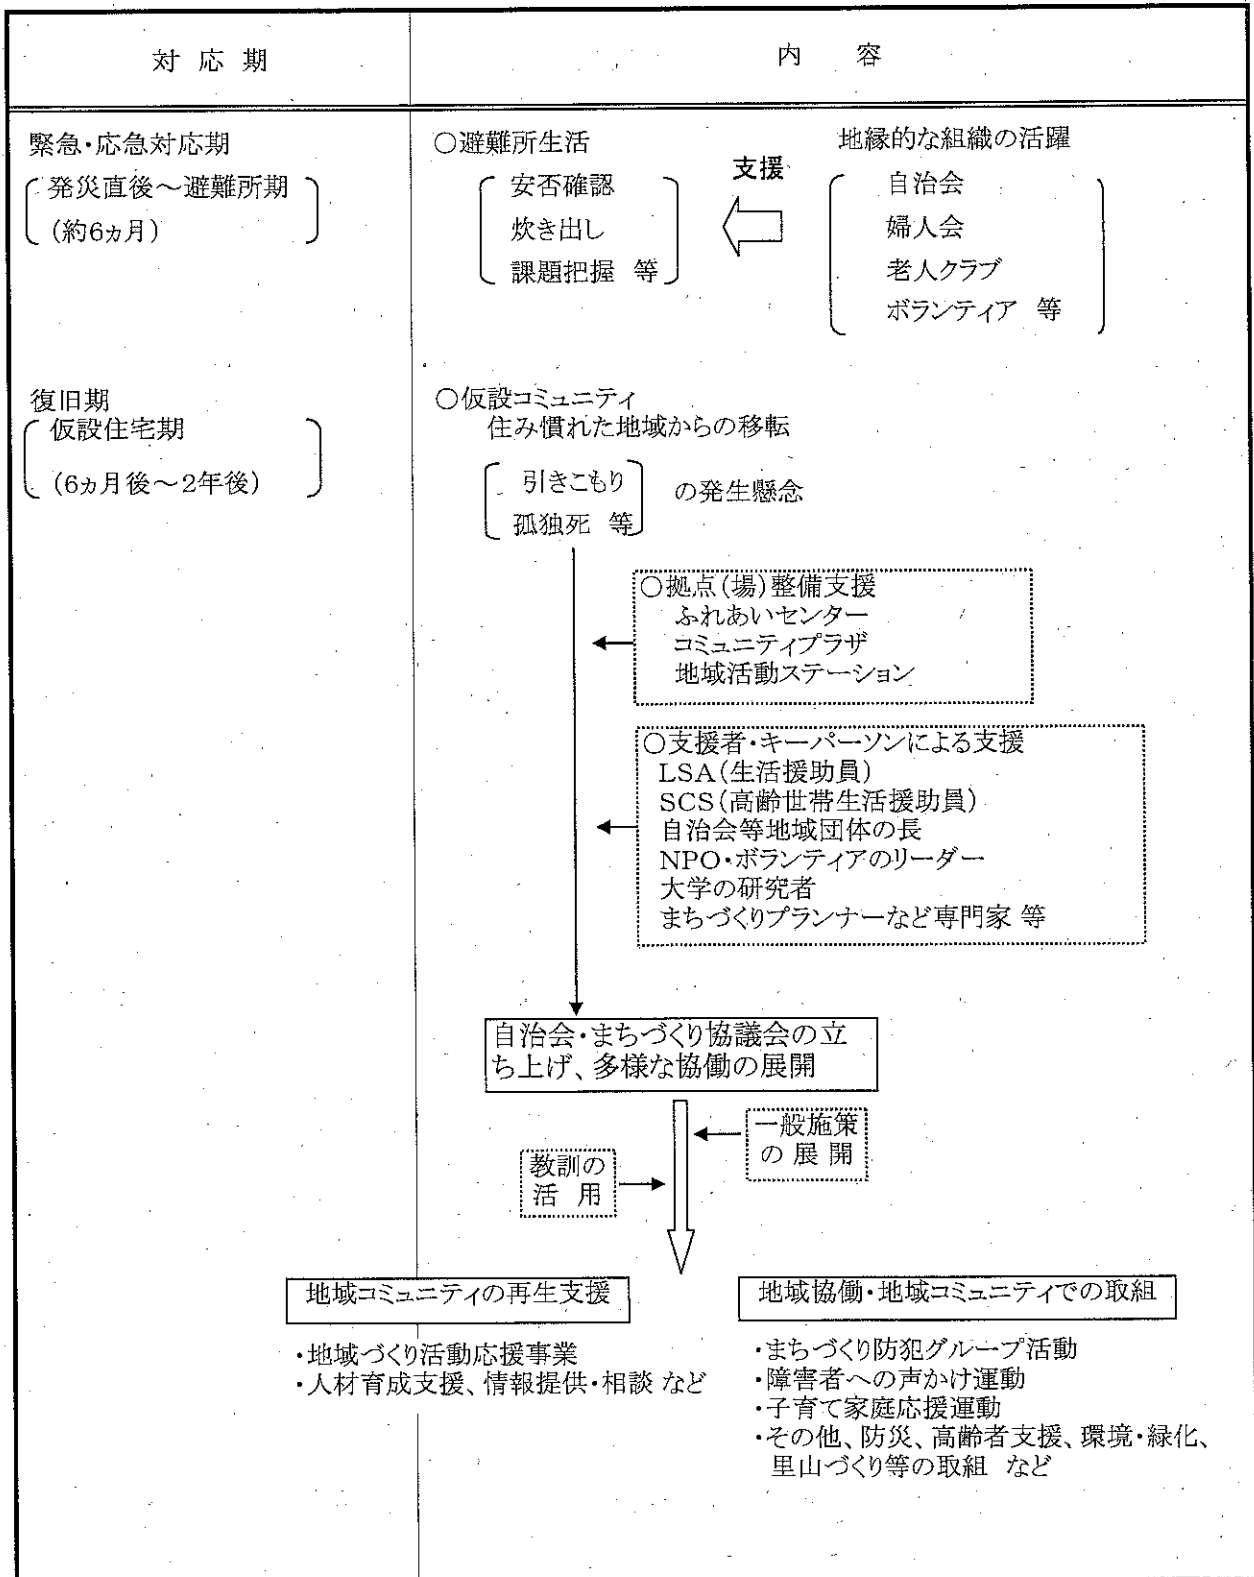 対応期
内容
緊急・応急対応期
発災直後～避難所期
(約6ヵ月)
○避難所生活
安否確認
炊き出し
課題把握 等
支援
地縁的な組織の活躍
自治会
婦人会
老人クラブ
ボランティア 等
復旧期
仮設住宅期
(6ヵ月後～2年後)
○仮設コミュニティ
住み慣れた地域からの移転
引きこもり
孤独死 等
の発生懸念
○拠点(場)整備支援
ふれあいセンター
コミュニティプラザ
地域活動ステーション
○支援者・キーパーソンによる支援
LSA(生活援助員)
SCS(高齢世帯生活援助員)
自治会等地域団体の長
NPO・ボランティアのリーダー
大学の研究者
まちづくりプランナーなど専門家 等
自治会・まちづくり協議会の立
ち上げ、多様な協働の展開
一般施策
の展開
教訓の
活用
地域コミュニティの再生支援
・地域づくり活動応援事業
・人材育成支援、情報提供・相談 など
地域協働・地域コミュニティでの取組
・まちづくり防犯グループ活動
・障害者への声かけ運動
・子育て家庭応援運動
・その他、防災、高齢者支援、環境・緑化、
里山づくり等の取組 など